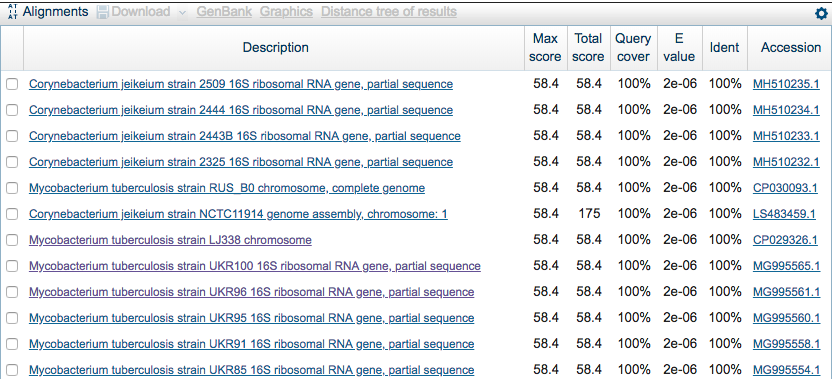 AT
AT Alignments Download GenBank Graphics Distance tree of results
Description Max score Total score Query cover E value Ident Accession
Corynebacterium jeikeium strain 2509 16S ribosomal RNA gene, partial sequence 58.4 58.4 100% 2e-06 100% MH510235.1
Corynebacterium jeikeium strain 2444 16S ribosomal RNA gene, partial sequence 58.4 58.4 100% 2e-06 100% MH510234.1
Corynebacterium jeikeium strain 2443B 16S ribosomal RNA gene, partial sequence 58.4 58.4 100% 2e-06 100% MH510233.1
Corynebacterium jeikeium strain 2325 16S ribosomal RNA gene, partial sequence 58.4 58.4 100% 2e-06 100% MH510232.1
Mycobacterium tuberculosis strain RUS_B0 chromosome, complete genome 58.4 58.4 100% 2e-06 100% CP030093.1
Corynebacterium jeikeium strain NCTC11914 genome assembly, chromosome: 1 58.4 175 100% 2e-06 100% LS483459.1
Mycobacterium tuberculosis strain LJ338 chromosome 58.4 58.4 100% 2e-06 100% CP029326.1
Mycobacterium tuberculosis strain UKR100 16S ribosomal RNA gene, partial sequence 58.4 58.4 100% 2e-06 100% MG995565.1
Mycobacterium tuberculosis strain UKR96 16S ribosomal RNA gene, partial sequence 58.4 58.4 100% 2e-06 100% MG995561.1
Mycobacterium tuberculosis strain UKR95 16S ribosomal RNA gene, partial sequence 58.4 58.4 100% 2e-06 100% MG995560.1
Mycobacterium tuberculosis strain UKR91 16S ribosomal RNA gene, partial sequence 58.4 58.4 100% 2e-06 100% MG995558.1
Mycobacterium tuberculosis strain UKR85 16S ribosomal RNA gene, partial sequence 58.4 58.4 100% 2e-06 100% MG995554.1